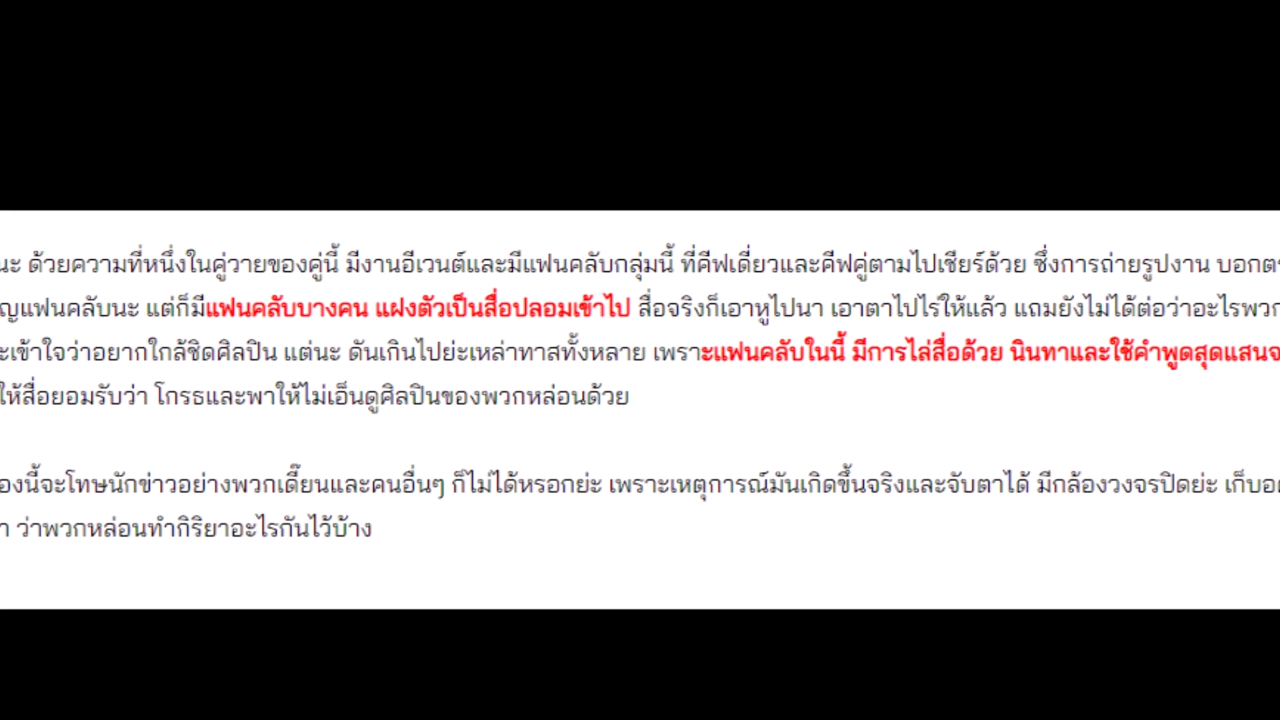 นะ ด้วยความที่หนึ่งในคู่วายของคู่นี้ มีงานอีเวนต์และมีแฟนคลับกลุ่มนี้ ที่คีฟเดี่ยวและคีฟคู่ตามไปเชียร์ด้วย ซึ่งการถ่ายรูปงาน
แฟนคลับนะ แต่ก็มีแฟนคลับบางคน แฝงตัวเป็นสื่อปลอมเข้าไป สื่อจริงก็เอาหูไปนา เอาตาไปไร่ให้แล้ว แถมยังไม่ได้ต่อว่าอะไร
เข้าใจว่าอยากใกล้ชิดศิลปิน แต่นะ ดันเกินไปย่ะเหล่าทาสทั้งหลาย เพราะแฟนคลับในนี้ มีการไล่สื่อด้วย นินทาและใช้คำพูดสุดแสน
ให้สื่อยอมรับว่า โกรธและพาให้ไม่เอ็นดูศิลปินของพวกหล่อนด้วย
นี้จะโทษนักข่าวอย่างพวกเดี๊ยนและคนอื่นๆ ก็ไม่ได้หรอกย่ะ เพราะเหตุการณ์มันเกิดขึ้นจริงและจับตาได้ มีกล้องวงจรปิดย่ะ
ว่าพวกหล่อนทำกิริยาอะไรกันไว้บ้าง